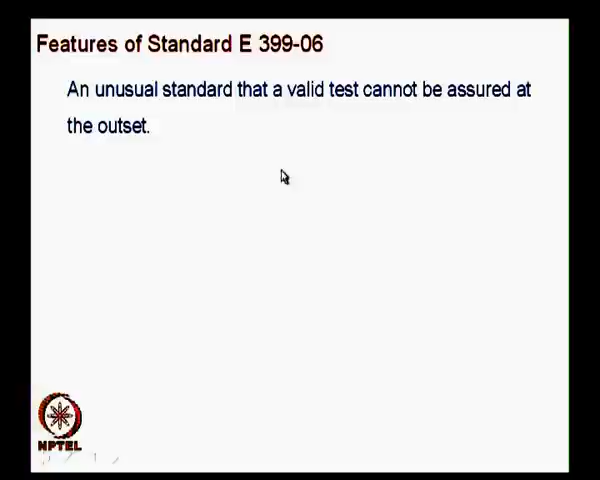 Features of Standard E 399-06
An unusual standard that a valid test cannot be assured at
the outset.
NPTEL